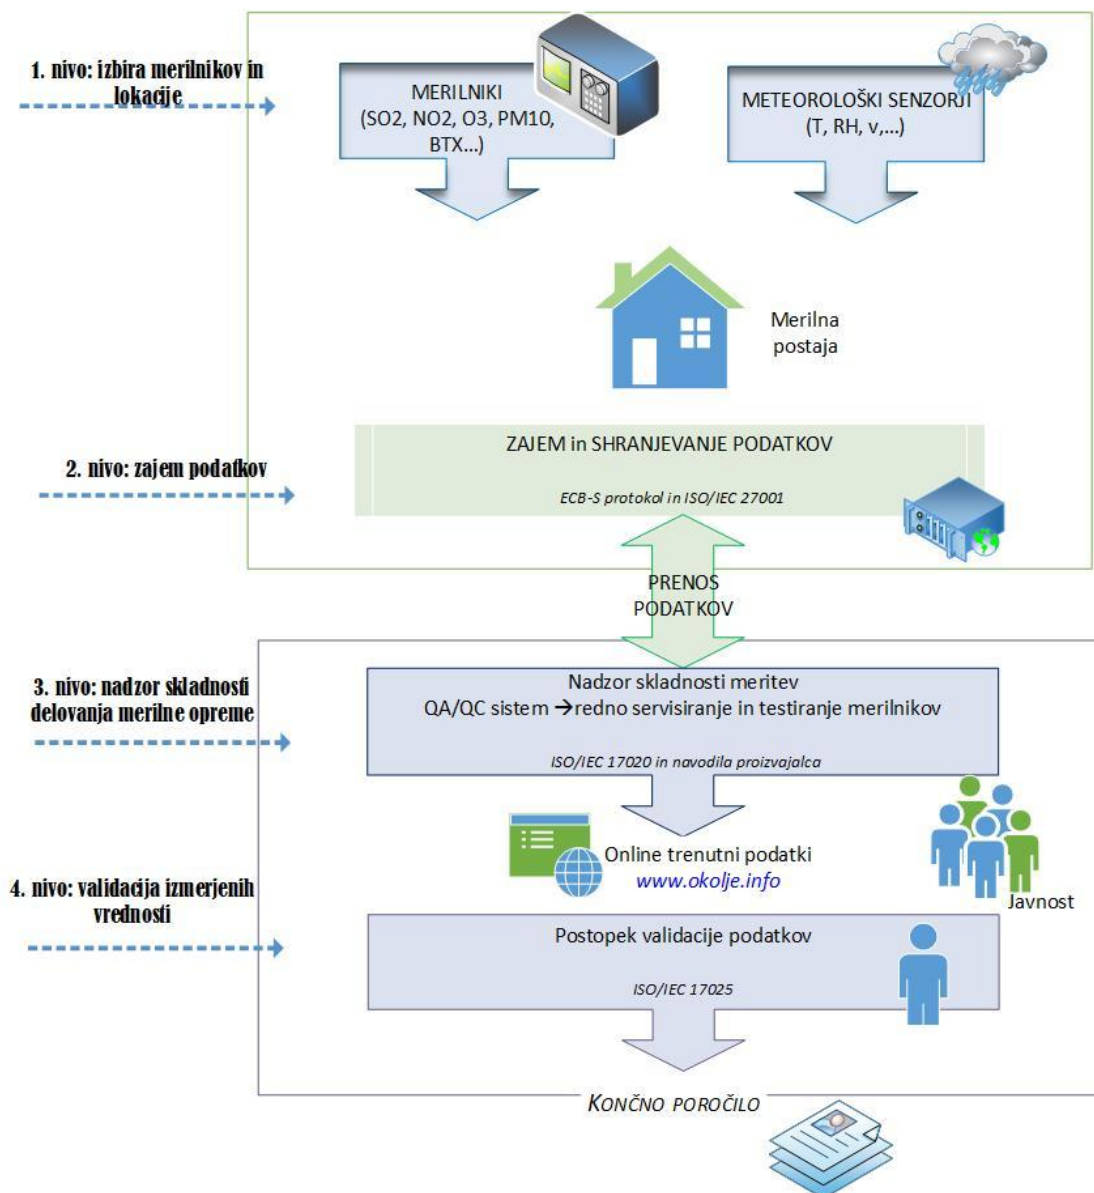 1. nivo: izbira merilnikov in
lokacije
MERILNIKI
(SO2, NO2, O3, PM10,
BTX...)
METEOROLOŠKI SENZORJI
(T, RH, v,...)
Merilna
postaja
2. nivo: zajem podatkov
ZAJEM in SHRANJEVANJE PODATKOV
ECB-S protokol in ISO/IEC 27001
PRENOS
PODATKOV
3. nivo: nadzor skladnosti
delovanja merilne opreme
Nadzor skladnosti meritev
QA/QC sistem →redno servisiranje in testiranje merilnikov
ISO/IEC 17020 in navodila proizvajalca
Online trenutni podatki
www.okolje.info
Javnost
4. nivo: validacija izmerjenih
vrednosti
Postopek validacije podatkov
ISO/IEC 17025
KONČNO POROČILO